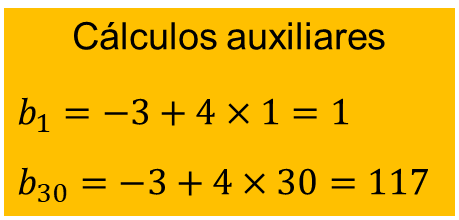 Cálculos auxiliares
b₁ = −3 + 4 × 1 = 1
b₃₀ = −3 + 4 × 30 = 117